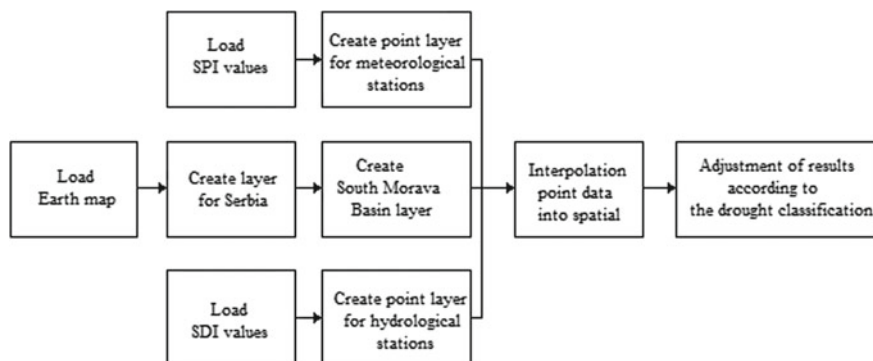 Load
SPI values
Create point layer
for meteorological
stations
Load
Earth map
Create layer
for Serbia
Create
South Morava
Basin layer
Interpolation
point data
into spatial
Adjustment of results
according to
the drought classification
Load
SDI values
Create point layer
for hydrological
stations